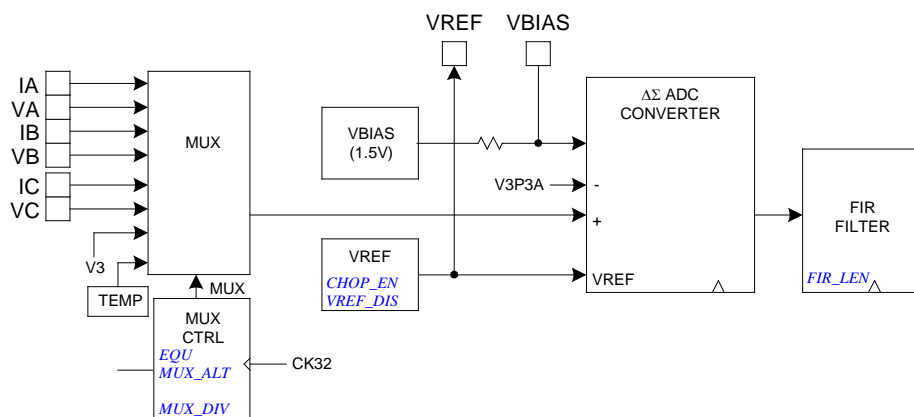 VREF VBIAS
IA
VA
IB
VB
IC
VC
V3
TEMP
MUX
MUX
MUX
CTRL
EQU
MUX_ALT
MUX_DIV
CK32
VBIAS
(1.5V)
V3P3A
VREF
CHOP_EN
VREF_DIS
ΔΣ ADC
CONVERTER
-
+
VREF
FIR
FILTER
FIR_LEN